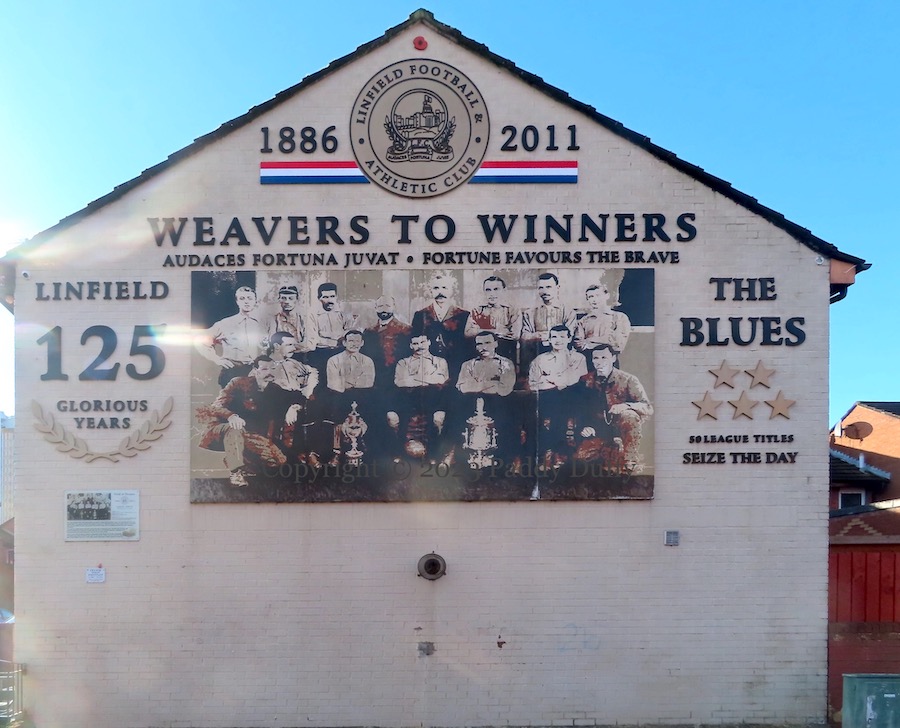 LINFIELD FOOTBALL &
ATHLETIC CLUB
AUDACES FORTUNA JUVAT
1886 2011
WEAVERS TO WINNERS
AUDACES FORTUNA JUVAT • FORTUNE FAVOURS THE BRAVE
LINFIELD
125
GLORIOUS
YEARS
THE
BLUES
50 LEAGUE TITLES
SEIZE THE DAY
Copyright ©